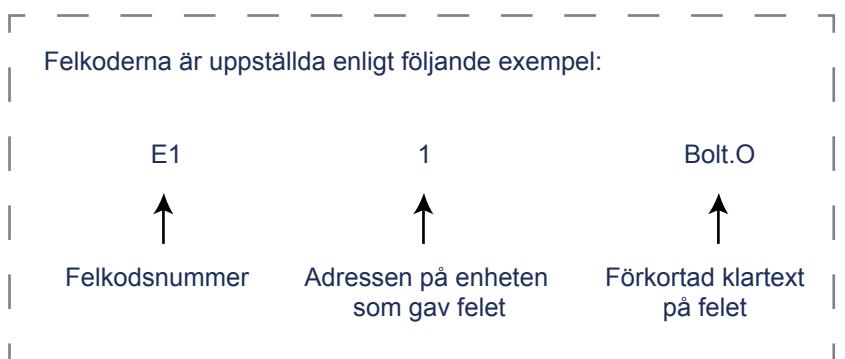 Felkoderna är uppställda enligt följande exempel:
E1 1 Bolt.O
Felkodsnummer Adressen på enheten Förkortad klartext
som gav felet på felet